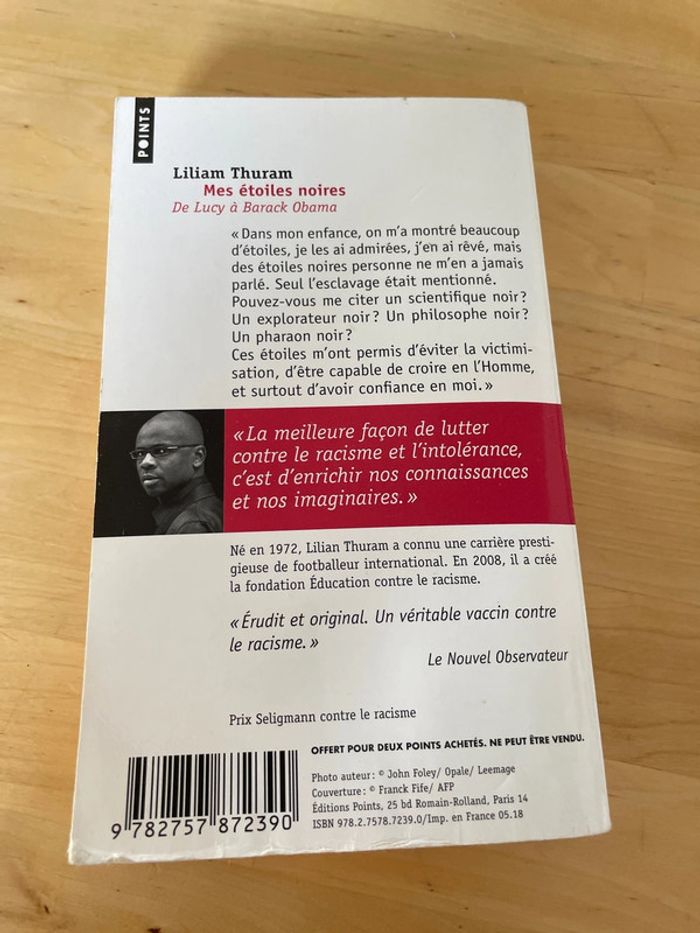 POINTS
Liliam Thuram
Mes étoiles noires
De Lucy à Barack Obama
« Dans mon enfance, on m’a montré beaucoup
d’étoiles, je les ai admirées, j’en ai rêvé, mais
des étoiles noires personne ne m’en a jamais
parlé. Seul l’esclavage était mentionné.
Pouvez-vous me citer un scientifique noir ?
Un explorateur noir ? Un philosophe noir ?
Un pharaon noir ?
Ces étoiles m’ont permis d’éviter la victimi-
sation, d’être capable de croire en l’Homme,
et surtout d’avoir confiance en moi. »
« La meilleure façon de lutter
contre le racisme et l’intolérance,
c’est d’enrichir nos connaissances
et nos imaginaires. »
Né en 1972, Lilian Thuram a connu une carrière presti-
gieuse de footballeur international. En 2008, il a créé
la fondation Éducation contre le racisme.
« Érudit et original. Un véritable vaccin contre
le racisme. »
Le Nouvel Observateur
Prix Seligmann contre le racisme
OFFERT POUR DEUX POINTS ACHETÉS. NE PEUT ÊTRE VENDU.
Photo auteur : © John Foley/ Opale/ Leemage
Couverture : © Franck Fife/ AFP
Éditions Points, 25 bd Romain-Rolland, Paris 14
ISBN 978.2.7578.7239.0/Imp. en France 05.18
9 782757 872390